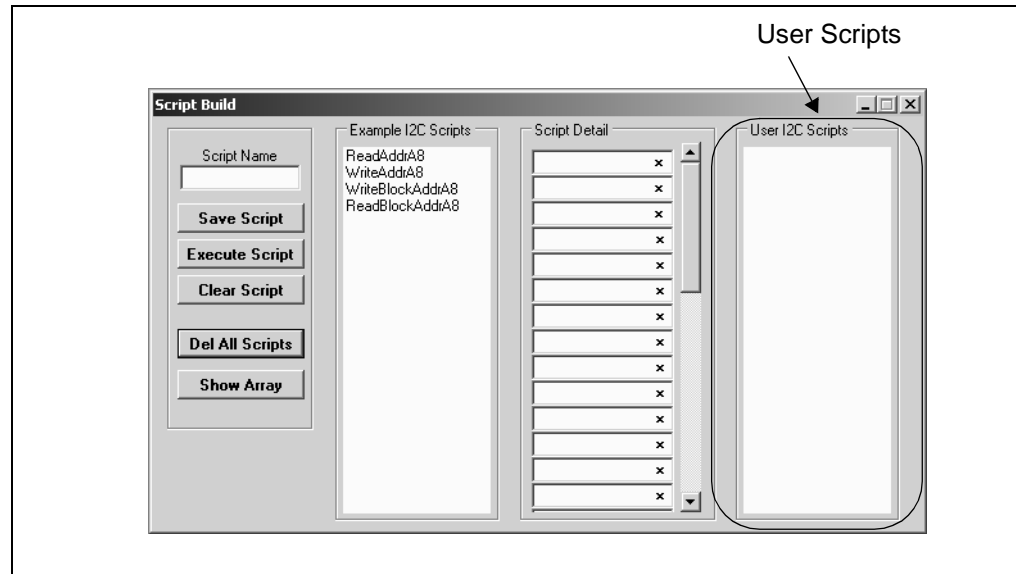 User Scripts
Script Build
Script Name
Save Script
Execute Script
Clear Script
Del All Scripts
Show Array
Example I2C Scripts
ReadAddrA8
WriteAddrA8
WriteBlockAddrA8
ReadBlockAddrA8
Script Detail
x
x
x
x
x
x
x
x
x
x
x
x
x
x
User I2C Scripts